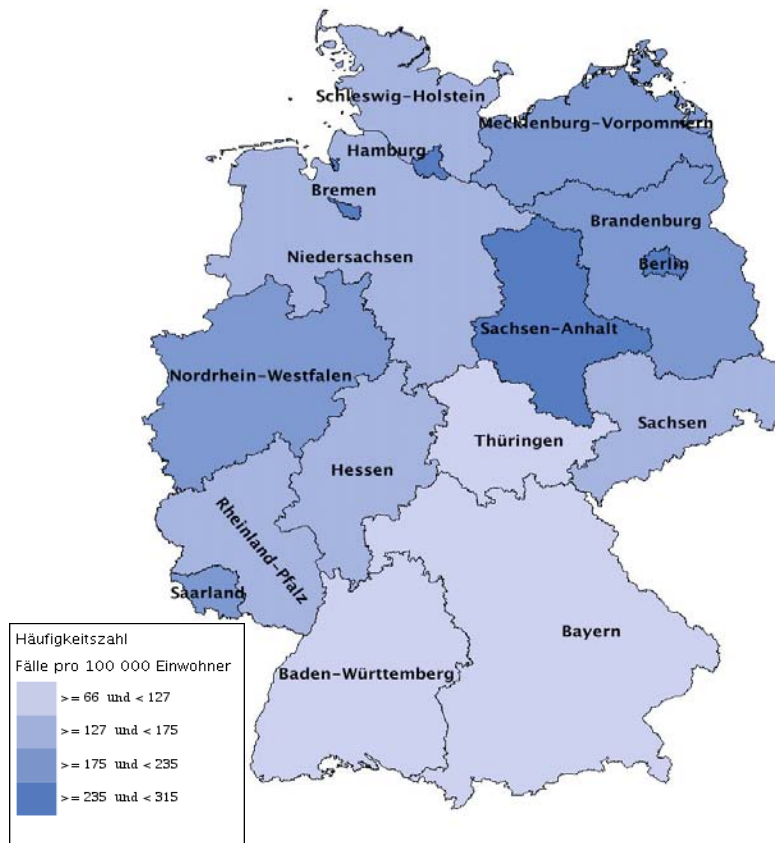 Schleswig-Holstein
Mecklenburg-Vorpommern
Hamburg
Bremen
Brandenburg
Niedersachsen
Berlin
Sachsen-Anhalt
Nordrhein-Westfalen
Sachsen
Thüringen
Hessen
Rheinland-Pfalz
Saarland
Bayern
Baden-Württemberg
Häufigkeitszahl
Fälle pro 100 000 Einwohner
>= 66 und < 127
>= 127 und < 175
>= 175 und < 235
>= 235 und < 315